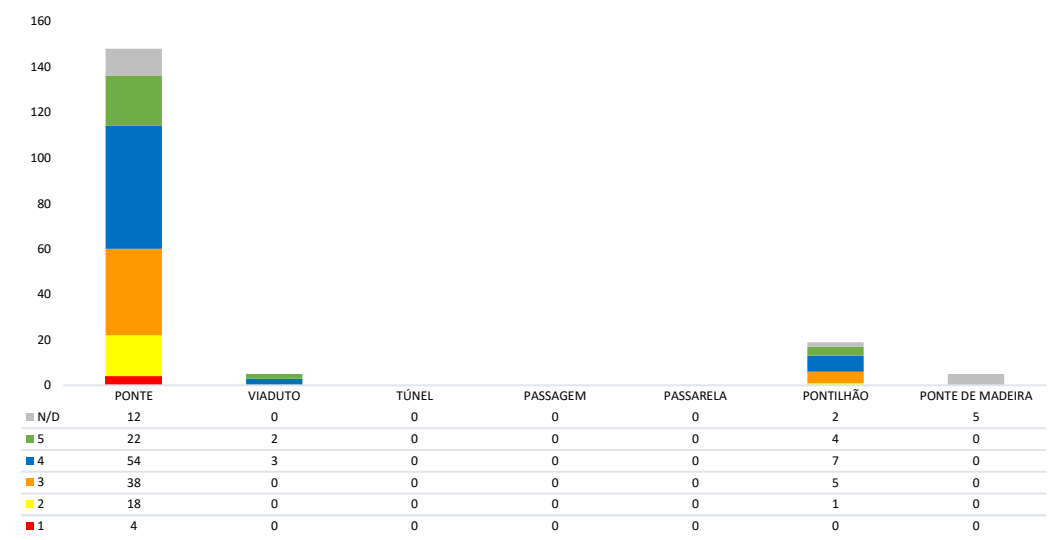 160
140
120
100
80
60
40
20
0
PONTE VIADUTO TÚNEL PASSAGEM PASSARELA PONTILHÃO PONTE DE MADEIRA
N/D 12 0 0 0 0 2 5
5 22 2 0 0 0 4 0
4 54 3 0 0 0 7 0
3 38 0 0 0 0 5 0
2 18 0 0 0 0 1 0
1 4 0 0 0 0 0 0